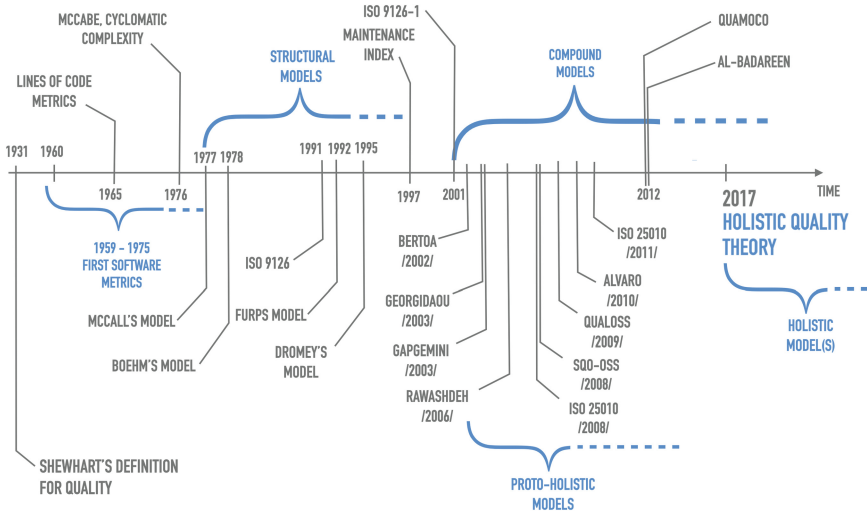 ISO 9126-1
QUAMOCO
MCCABE, CYCLOMATIC
COMPLEXITY
MAINTENANCE
INDEX
STRUCTURAL
MODELS
COMPOUND
MODELS
AL-BADAREEN
LINES OF CODE
METRICS
1931
1960
1965
1976
1977
1978
1991
1992
1995
1997
2001
2012
2017
TIME
HOLISTIC QUALITY
THEORY
1959 - 1975
FIRST SOFTWARE
METRICS
ISO 9126
BERTOA
/2002/
ISO 25010
/2011/
MCCALL'S MODEL
FURPS MODEL
GEORGIDAOU
/2003/
ALVARO
/2010/
QUALOSS
/2009/
HOLISTIC
MODEL(S)
BOEHM'S MODEL
DROMEY'S
MODEL
GAPGEMINI
/2003/
SQO-OSS
/2008/
RAWASHDEH
/2006/
ISO 25010
/2008/
SHEWHART'S DEFINITION
FOR QUALITY
PROTO-HOLISTIC
MODELS